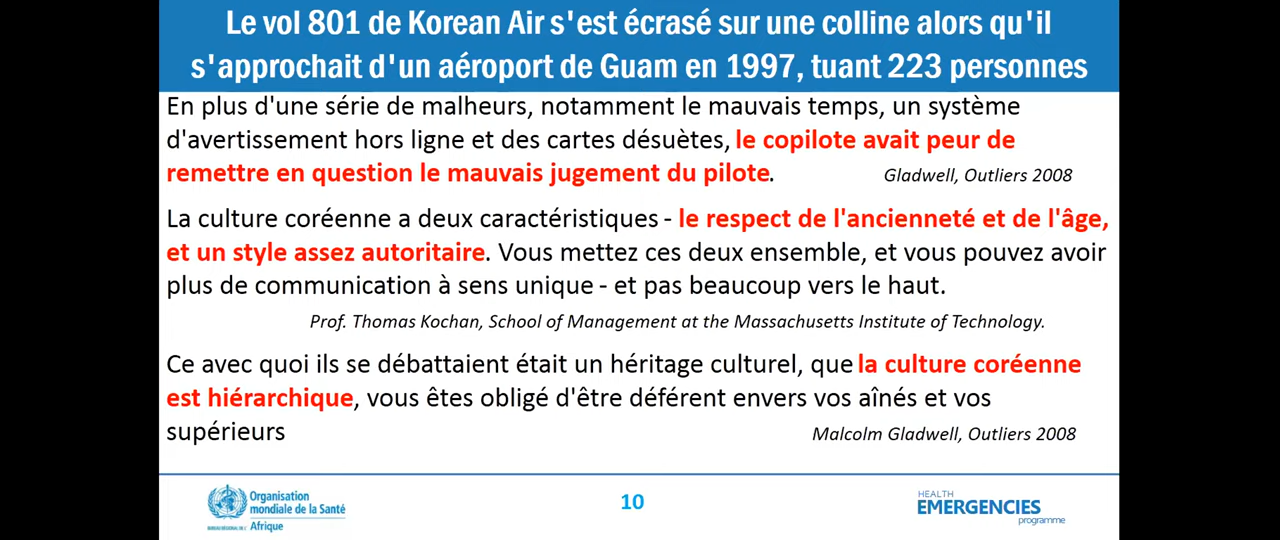 Le vol 801 de Korean Air s'est écrasé sur une colline alors qu'il
s'approchait d'un aéroport de Guam en 1997, tuant 223 personnes
En plus d'une série de malheurs, notamment le mauvais temps, un système
d'avertissement hors ligne et des cartes désuètes, le copilote avait peur de
remettre en question le mauvais jugement du pilote.
Gladwell, Outliers 2008
La culture coréenne a deux caractéristiques - le respect de l'ancienneté et de l'âge,
et un style assez autoritaire. Vous mettez ces deux ensemble, et vous pouvez avoir
plus de communication à sens unique - et pas beaucoup vers le haut.
Prof. Thomas Kochan, School of Management at the Massachusetts Institute of Technology.
Ce avec quoi ils se débattaient était un héritage culturel, que la culture coréenne
est hiérarchique, vous êtes obligé d'être déférent envers vos aînés et vos
supérieurs
Malcolm Gladwell, Outliers 2008
Organisation
mondiale de la Santé
BUREAU RÉGIONAL DE L' Afrique
10
HEALTH
EMERGENCIES
programme